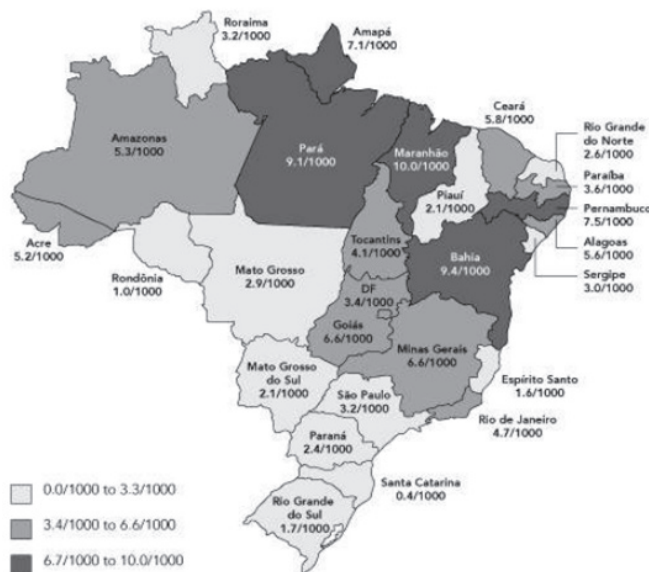 Roraima
3.2/1000
Amapá
7.1/1000
Ceará
5.8/1000
Rio Grande
do Norte
2.6/1000
Amazonas
5.3/1000
Pará
9.1/1000
Maranhão
10.0/1000
Piauí
2.1/1000
Paraíba
3.6/1000
Pernambuco
7.5/1000
Acre
5.2/1000
Rondônia
1.0/1000
Mato Grosso
2.9/1000
Tocantins
4.1/1000
Bahia
9.4/1000
Alagoas
5.6/1000
Sergipe
3.0/1000
DF
3.4/1000
Goiás
6.6/1000
Minas Gerais
6.6/1000
Mato Grosso
do Sul
2.1/1000
São Paulo
3.2/1000
Espírito Santo
1.6/1000
Rio de Janeiro
4.7/1000
Paraná
2.4/1000
Santa Catarina
0.4/1000
Rio Grande
do Sul
1.7/1000
0.0/1000 to 3.3/1000
3.4/1000 to 6.6/1000
6.7/1000 to 10.0/1000